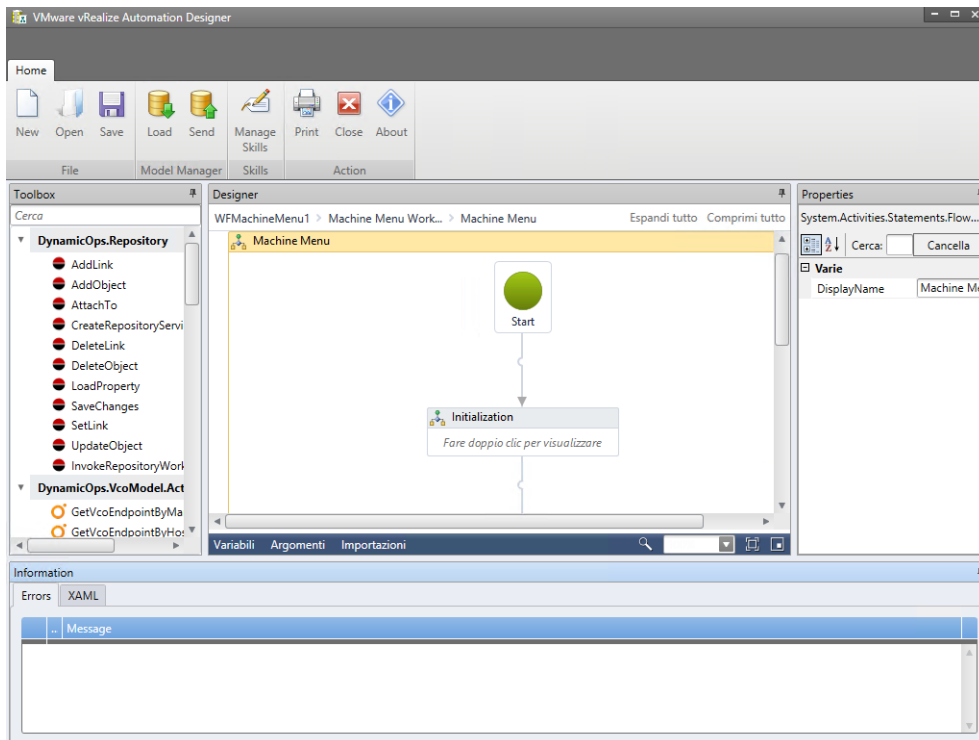 VMware vRealize Automation Designer
Home
New Open Save Load Send Manage Skills Print Close About
File Model Manager Skills Action
Toolbox
Cerca
DynamicOps.Repository
AddLink
AddObject
AttachTo
CreateRepositoryServi
DeleteLink
DeleteObject
LoadProperty
SaveChanges
SetLink
UpdateObject
InvokeRepositoryWork
DynamicOps.VcoModel.Act
GetVcoEndpointByMa
GetVcoEndpointByHos
Designer
WFMachineMenu1 > Machine Menu Work... > Machine Menu Espandi tutto Comprimi tutto
Machine Menu
Start
Initialization
Fare doppio clic per visualizzare
Variabili Argomenti Importazioni
Properties
System.Activities.Statements.Flow...
Cerca: Cancella
Varie
DisplayName Machine Me
Information
Errors XAML
.. Message